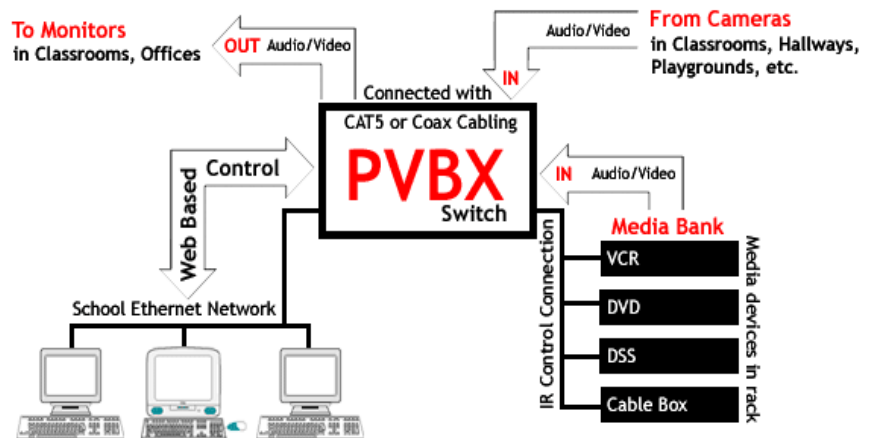 To Monitors
in Classrooms, Offices
OUT Audio/Video
Audio/Video
IN
From Cameras
in Classrooms, Hallways,
Playgrounds, etc.
Connected with
CAT5 or Coax Cabling
PVBX
Switch
Web Based
Control
IN Audio/Video
Media Bank
VCR
DVD
DSS
Cable Box
IR Control Connection
Media devices in rack
School Ethernet Network